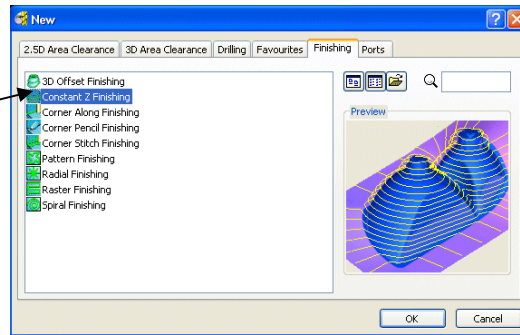 New
2.5D Area Clearance 3D Area Clearance Drilling Favourites Finishing Ports
3D Offset Finishing
Constant Z Finishing
Corner Along Finishing
Corner Pencil Finishing
Corner Stitch Finishing
Pattern Finishing
Radial Finishing
Raster Finishing
Spiral Finishing
Preview
OK Cancel